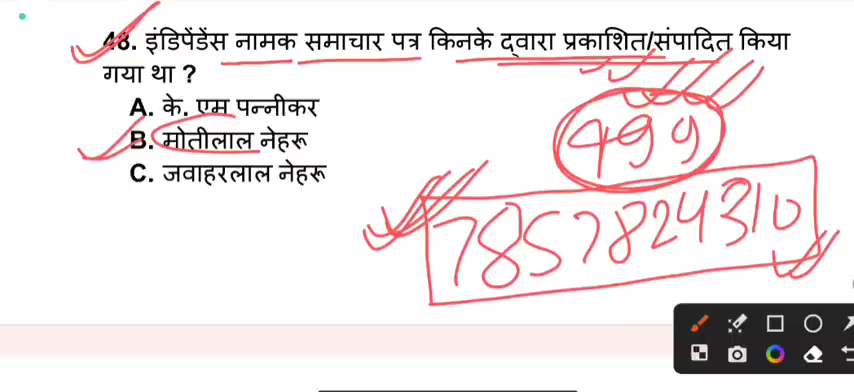 48. इंडिपेंडेंस नामक समाचार पत्र किनके द्वारा प्रकाशित/संपादित किया
गया था ?
A. के. एम पन्नीकर
B. मोतीलाल नेहरू
C. जवाहरलाल नेहरू
499
7857824310